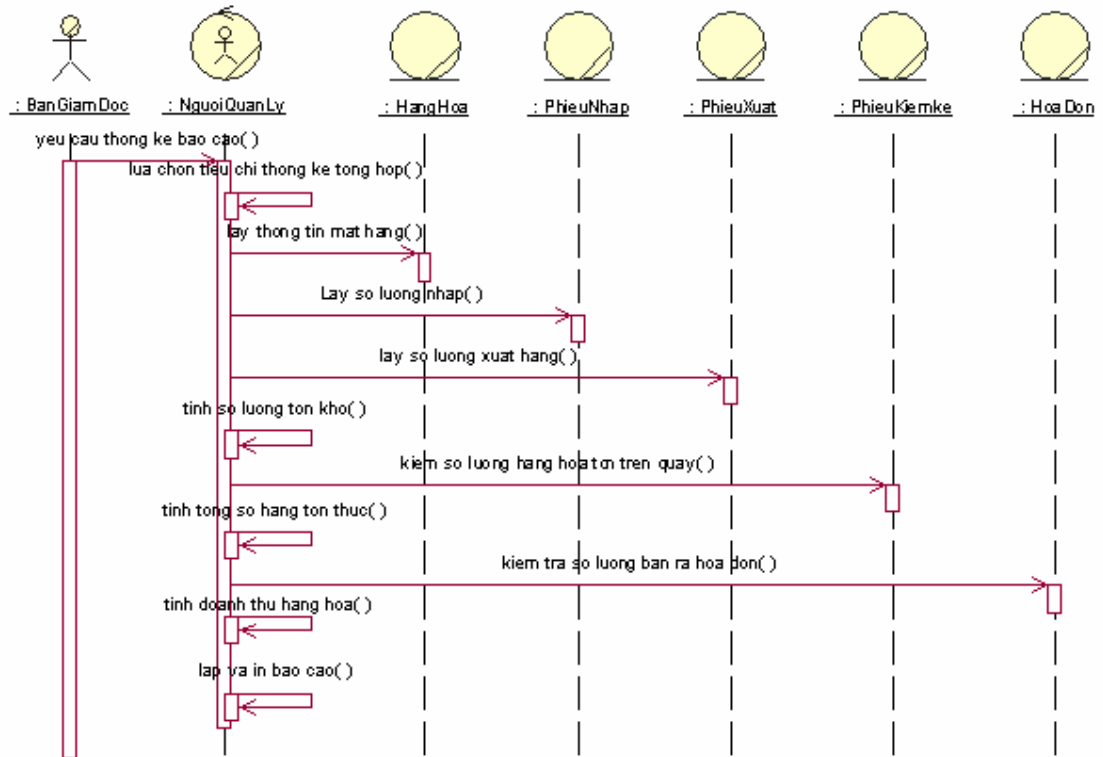 : BanGiamDoc
: NguoiQuanLy
: HangHoa
: PhieuNhap
: PhieuXuat
: PhieuKiemke
: HoaDon
yeu cau thong ke bao cao( )
lua chon tieu chi thong ke tong hop( )
lay thong tin mat hang( )
Lay so luong nhap( )
lay so luong xuat hang( )
tinh so luong ton kho( )
kiem so luong hang hoa ton tren quay( )
tinh tong so hang ton thuc( )
kiem tra so luong ban ra hoa don( )
tinh doanh thu hang hoa( )
lap va in bao cao( )